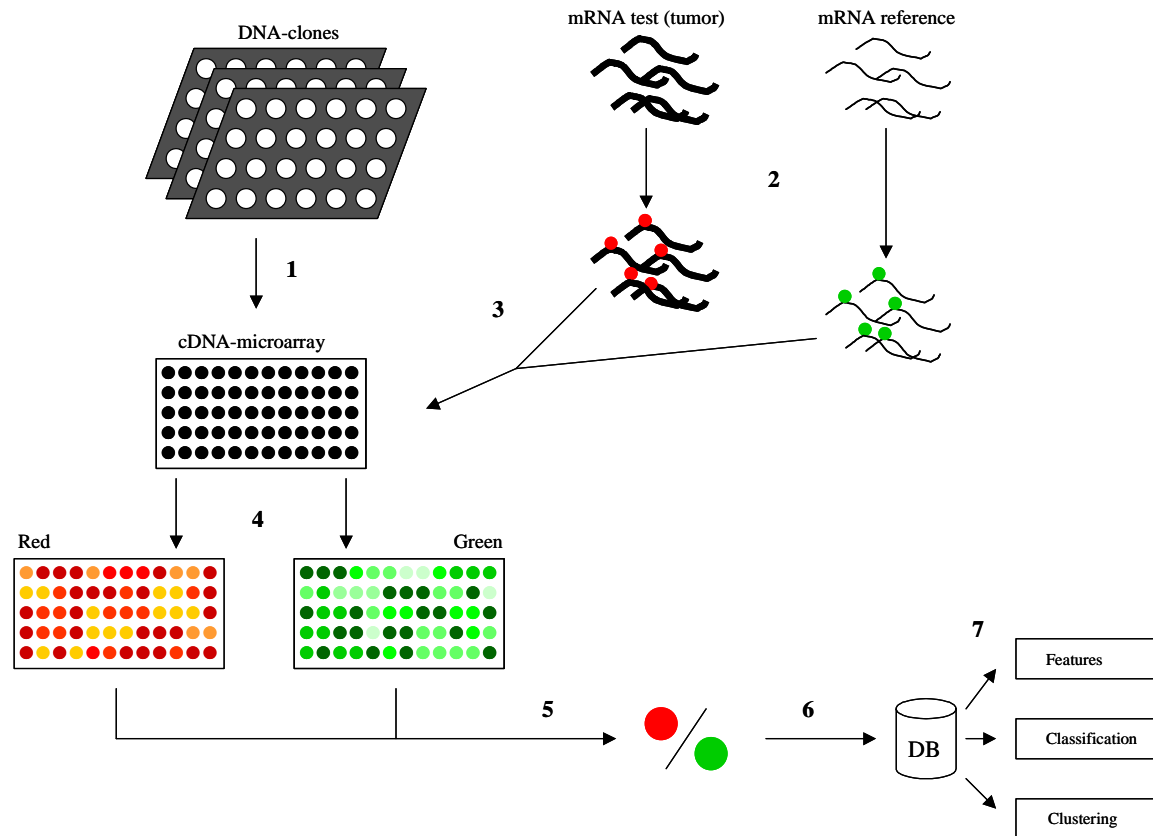 DNA-clones
mRNA test (tumor)
mRNA reference
2
1
3
cDNA-microarray
4
Red
Green
7
Features
5
6
DB
Classification
Clustering